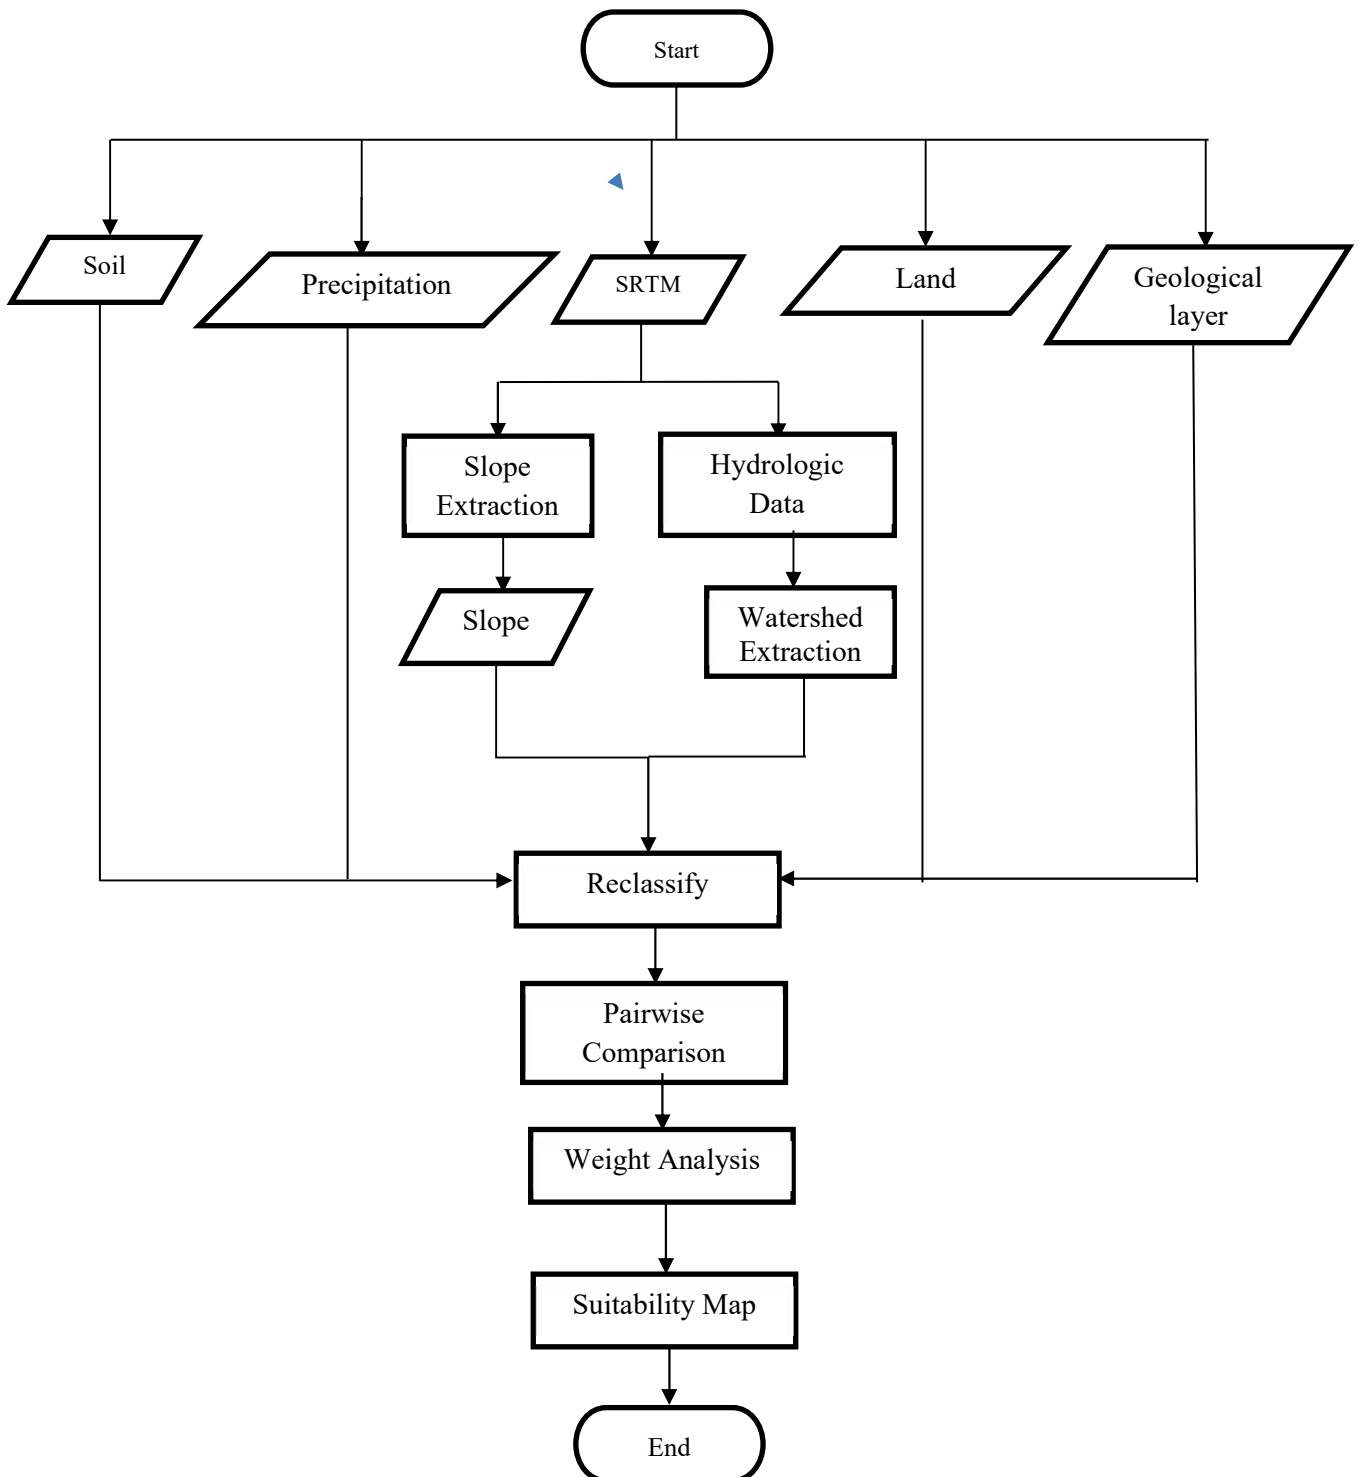 Start
Soil
Precipitation
SRTM
Land
Geological
layer
Slope
Extraction
Hydrologic
Data
Slope
Watershed
Extraction
Reclassify
Pairwise
Comparison
Weight Analysis
Suitability Map
End